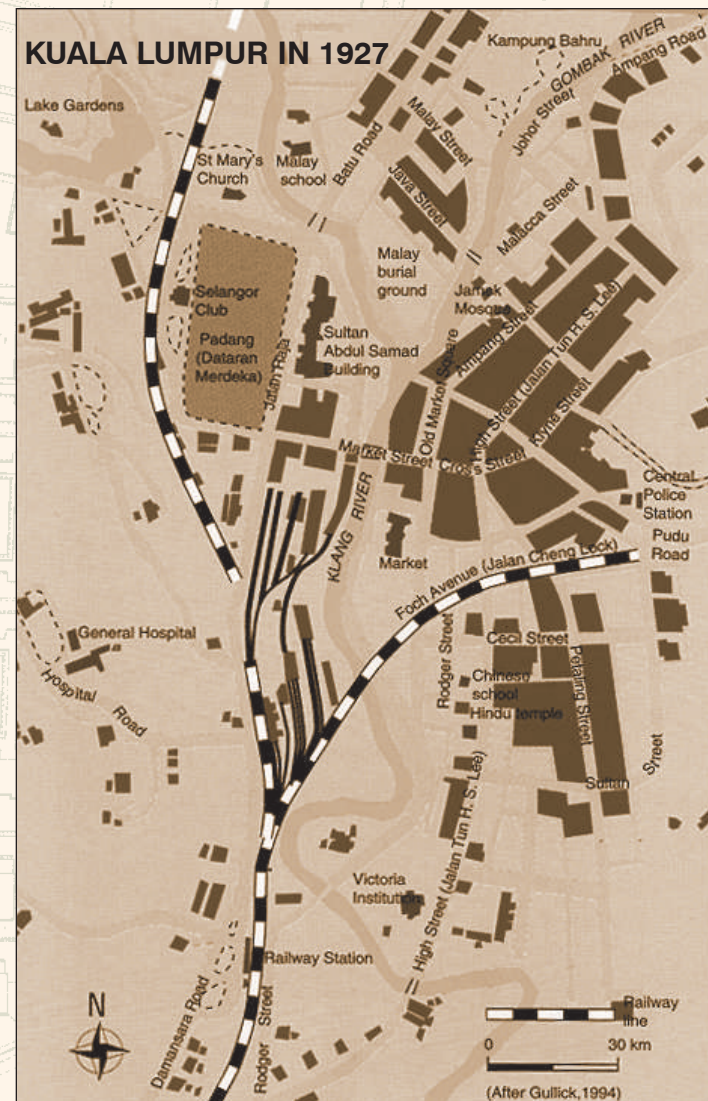 KUALA LUMPUR IN 1927
Kampung Bahru
GOMBAK RIVER
Ampang Road
Lake Gardens
Johor Street
Malay Street
St Mary's
Church
Malay
school
Batu Road
Java Street
Malacca Street
Malay
burial
ground
Jamek
Mosque
Selangor
Club
Padang
(Dataran
Merdeka)
Jalan Raja
Sultan
Abdul Samad
Building
Ampang Street
Old Market Square
High Street (Jalan Tun H. S. Lee)
Klyne Street
Market Street
Cross Street
KLANG RIVER
Central
Police
Station
Market
Pudu
Road
Foch Avenue (Jalan Cheng Lock)
General Hospital
Hospital Road
Rodger Street
Cecil Street
Chinese
school
Hindu temple
Petaling Street
Sultan Street
High Street (Jalan Tun H. S. Lee)
Victoria
Institution
Railway Station
Damansara Road
Rodger Street
N
Railway
line
0 30 km
(After Gullick,1994)